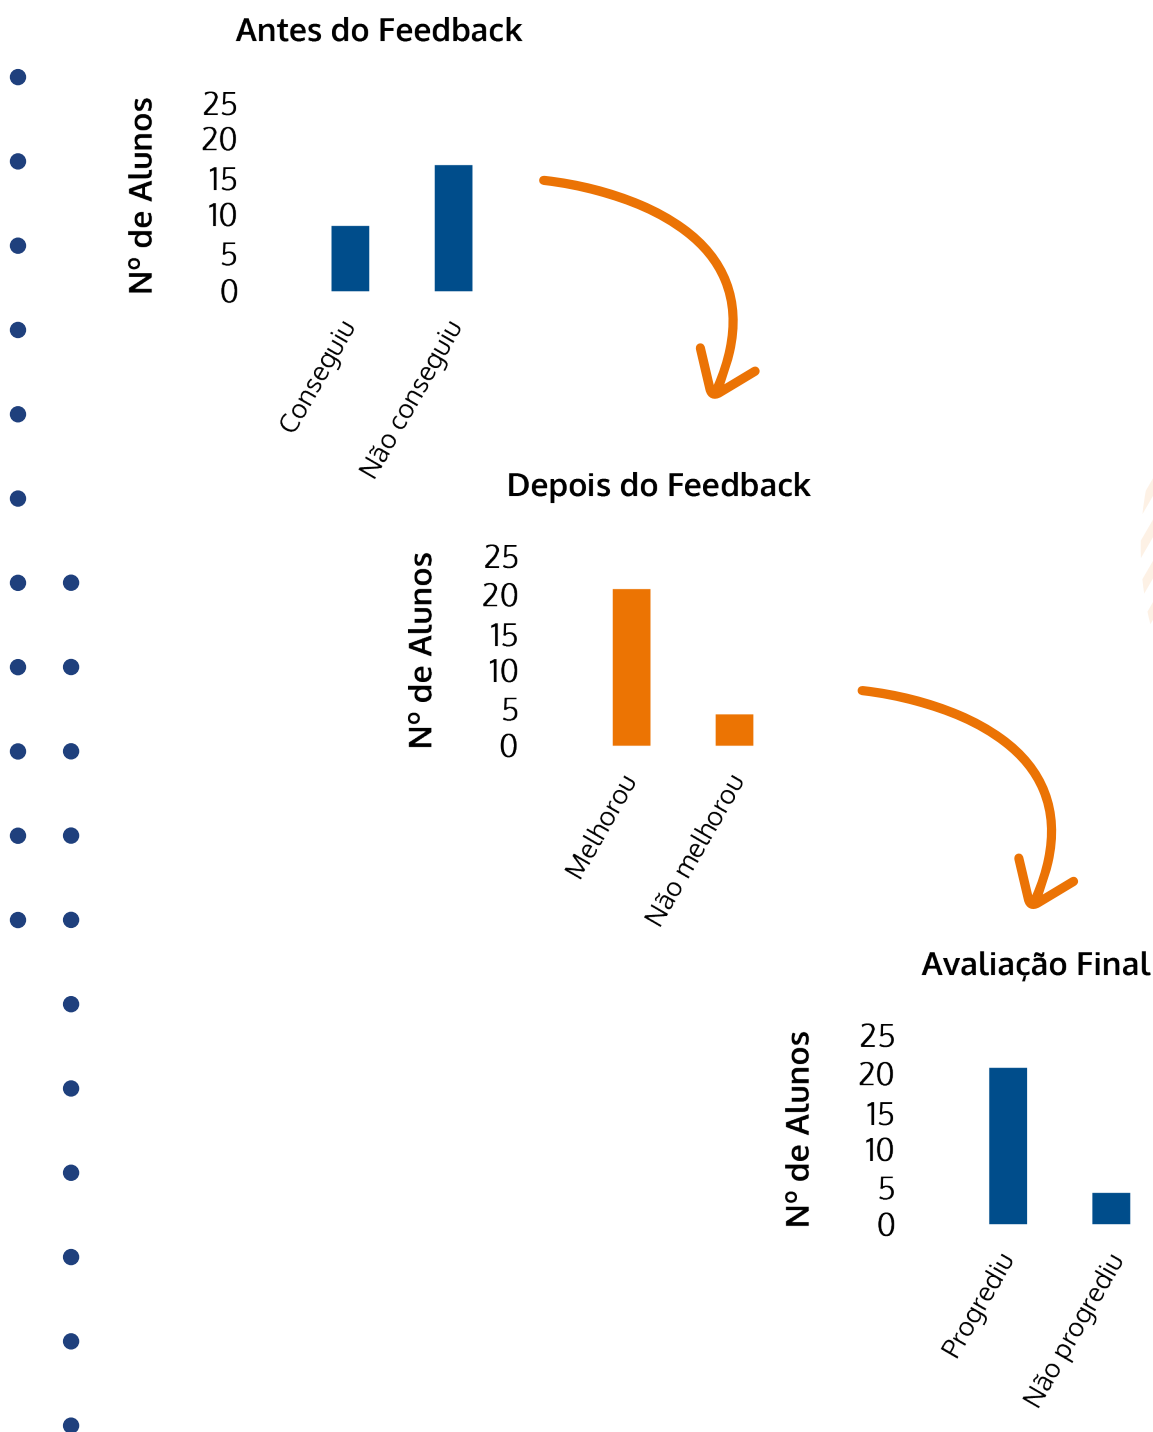 Antes do Feedback
Nº de Alunos
25
20
15
10
5
0
Conseguiu
Não conseguiu
Depois do Feedback
Nº de Alunos
25
20
15
10
5
0
Melhorou
Não melhorou
Avaliação Final
Nº de Alunos
25
20
15
10
5
0
Progrediu
Não progrediu